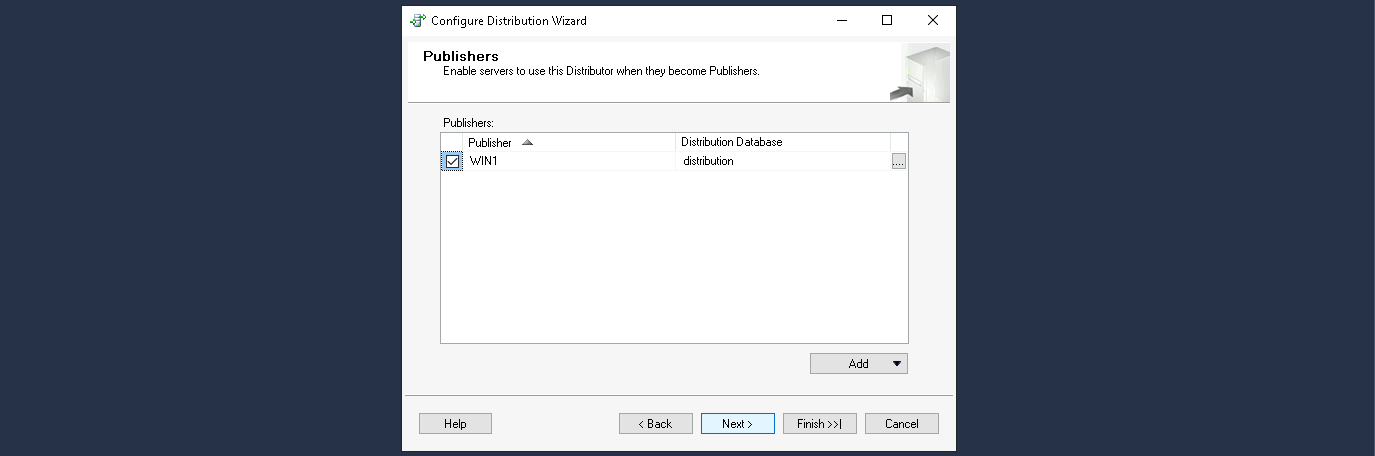 Configure Distribution Wizard
Publishers
Enable servers to use this Distributor when they become Publishers.
Publishers:
Publisher Distribution Database
WIN1 distribution ....
Add
Help < Back Next > Finish >>| Cancel